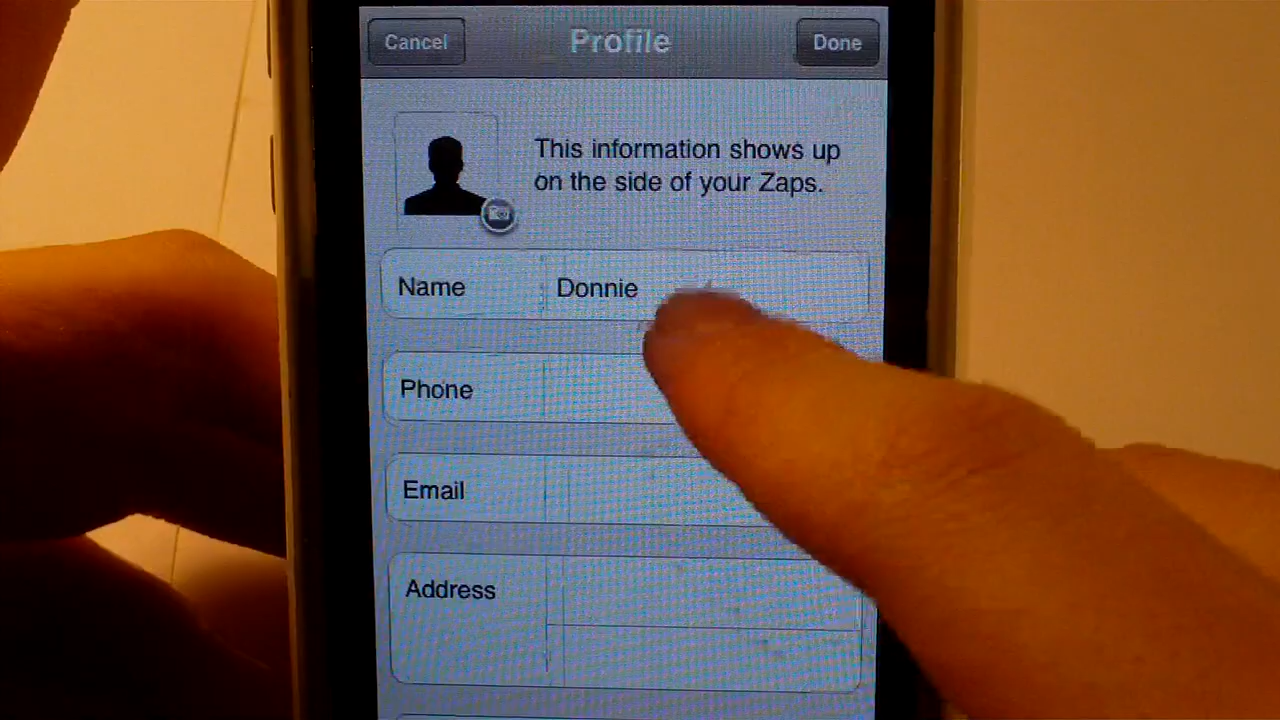 Cancel
Profile
Done
This information shows up
on the side of your Zaps.
Name
Donnie
Phone
Email
Address